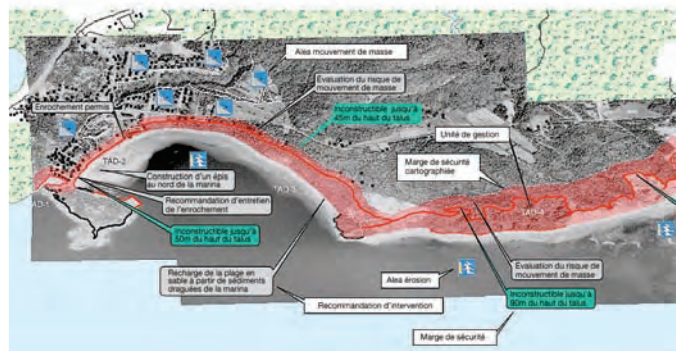 Alea mouvement de masse
Évaluation du risque de
mouvement de masse
Enrochement permis
Inconstructible jusqu'à
45m du haut du talus
Unité de gestion
TAD-2
Marge de sécurité
cartographiée
Construction d'un épis
au nord de la marina
TAD-3
TAD-1
Recommandation d'entretien
de l'enrochement
TAD-4
Inconstructible jusqu'à
50m du haut du talus
Évaluation du risque de
mouvement de masse
Recharge de la plage en
sable à partir de sédiments
draguées de la marina
Alea érosion
Inconstructible jusqu'à
90m du haut du talus
Recommandation d'intervention
Marge de sécurité